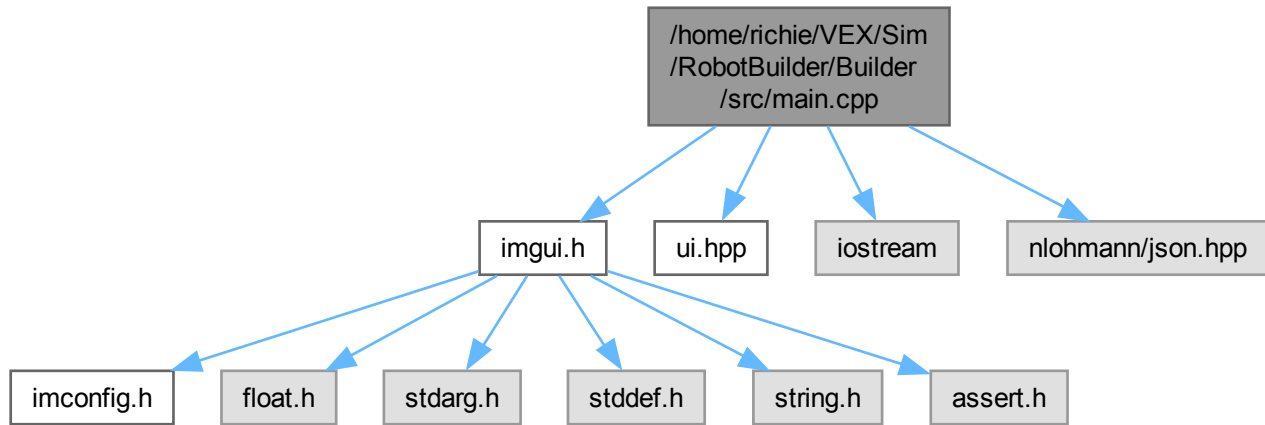 /home/richie/VEX/Sim
/RobotBuilder/Builder
/src/main.cpp
imgui.h
ui.hpp
iostream
nlohmann/json.hpp
imconfig.h
float.h
stdarg.h
stddef.h
string.h
assert.h